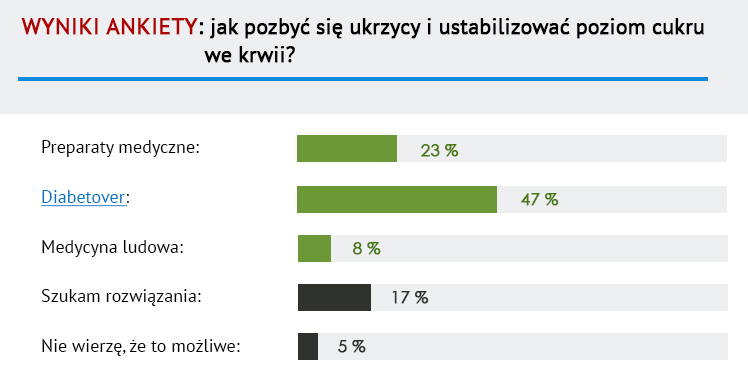 WYNIKI ANKIETY: jak pozbyć się ukrzycy i ustabilizować poziom cukru
we krwii?
Preparaty medyczne: 23 %
Diabetover: 47 %
Medycyna ludowa: 8 %
Szukam rozwiązania: 17 %
Nie wierzę, że to możliwe: 5 %